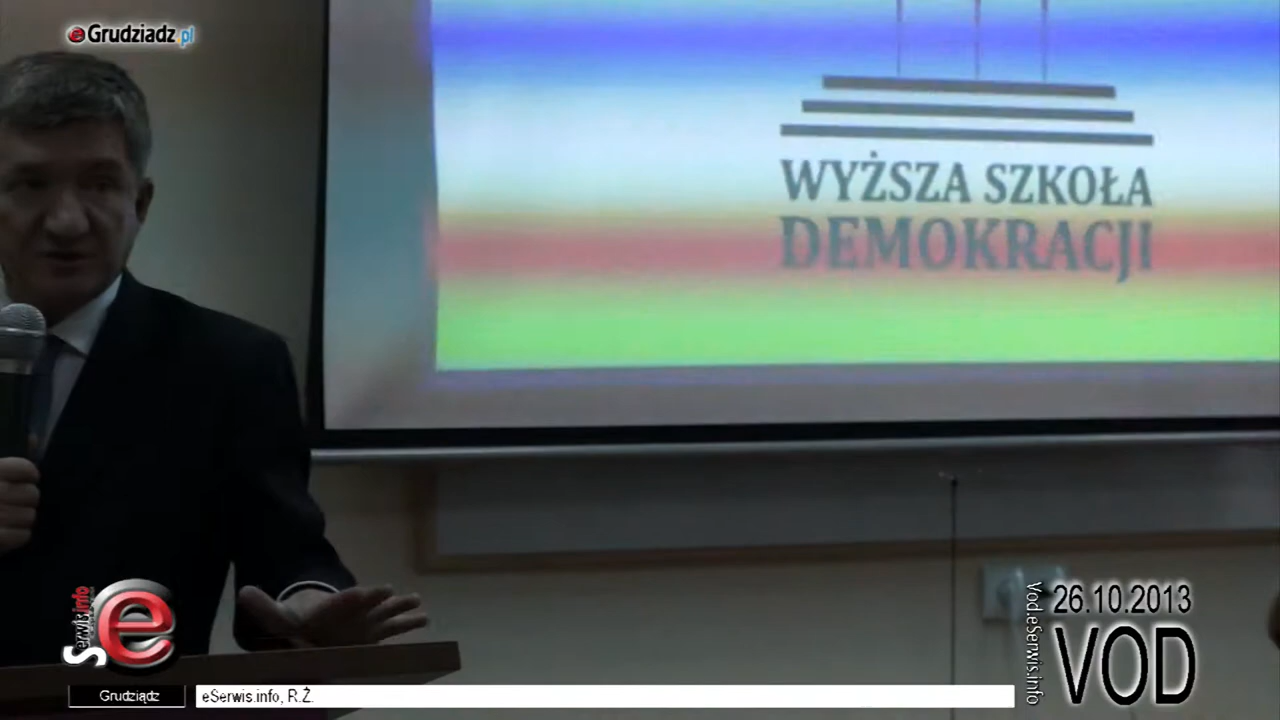 eGrudziadz.pl
WYŻSZA SZKOŁA
DEMOKRACJI
Serwis.info
e
26.10.2013
VOD
Vod.eSerwis.info
Grudziądz
eSerwis.info, R.Ż.